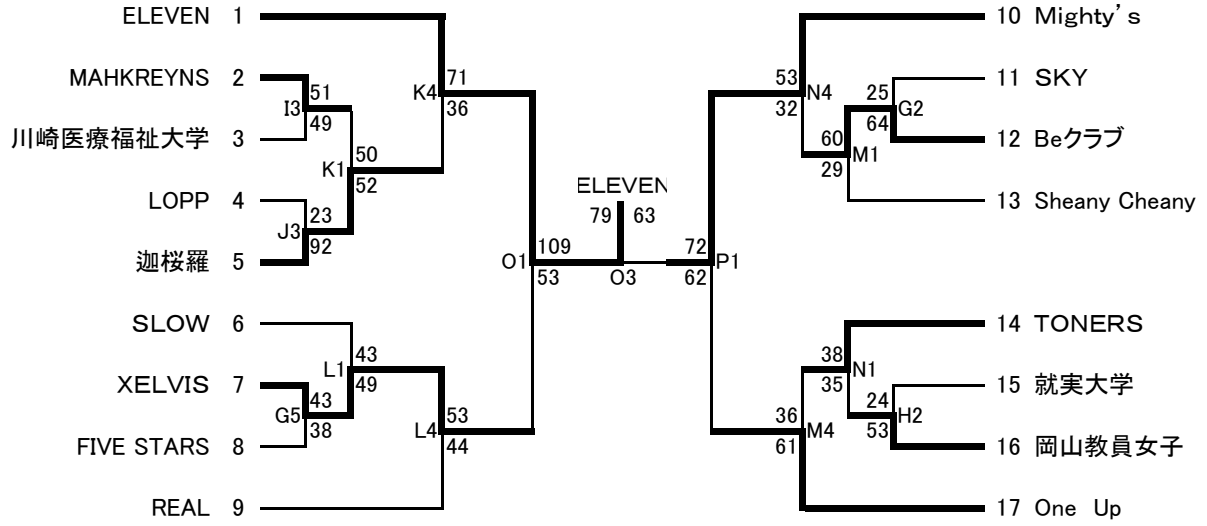 ELEVEN 1
MAHKREYNS 2
川崎医療福祉大学 3
LOPP 4
迦桜羅 5
SLOW 6
XELVIS 7
FIVE STARS 8
REAL 9
I3
51
49
J3
23
92
K1
50
52
K4
71
36
G5
43
38
L1
43
49
L4
53
44
O1
109
53
ELEVEN
79 63
O3
72
62
P1
53
32
N4
25
64
G2
60
29
M1
38
35
N1
24
53
H2
36
61
M4
10 Mighty's
11 SKY
12 Beクラブ
13 Sheany Cheany
14 TONERS
15 就実大学
16 岡山教員女子
17 One Up